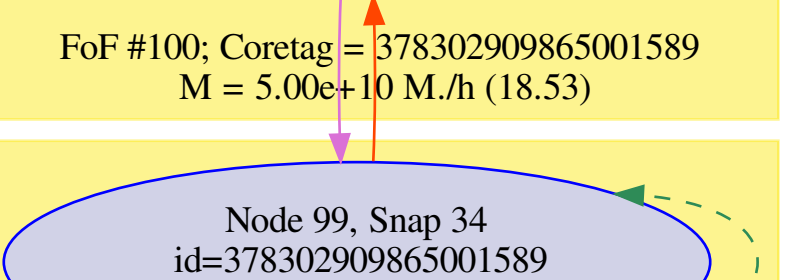 FoF #100; Coretag = 378302909865001589
M = 5.00e+10 M./h (18.53)
Node 99, Snap 34
id=378302909865001589